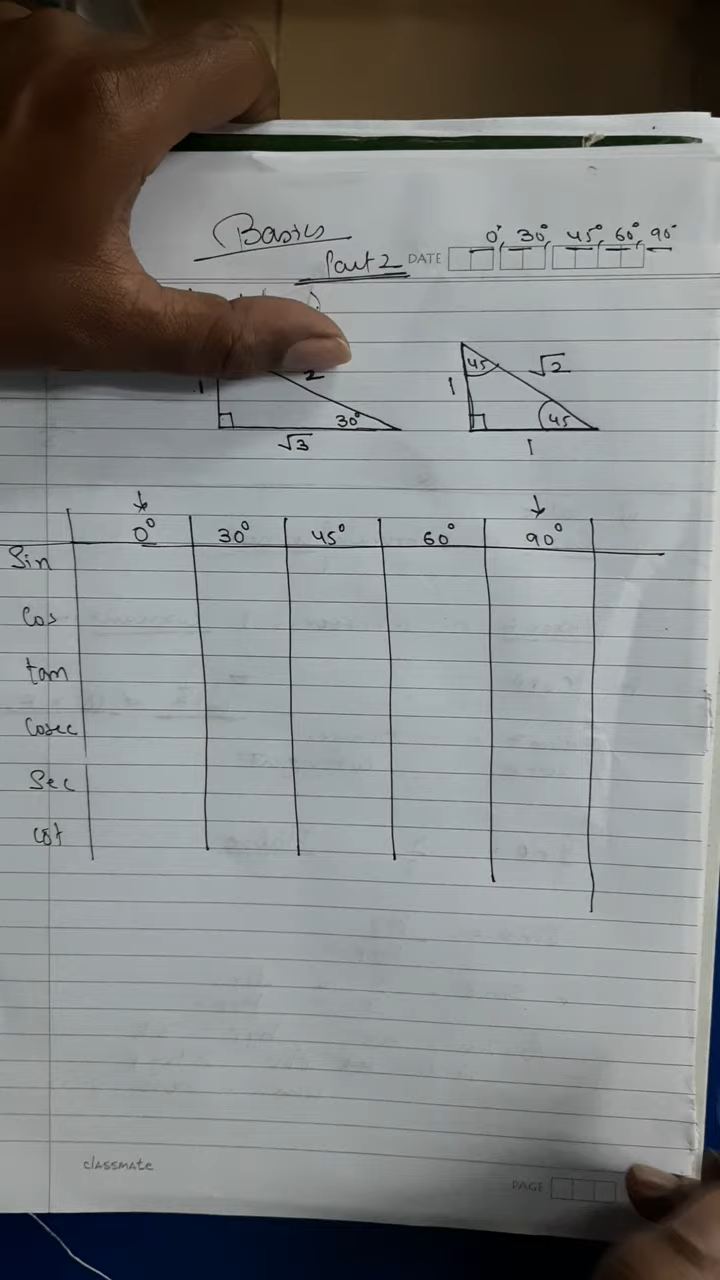 Basics
0°, 30°, 45°, 60°, 90°
Part 2 DATE
2
1
30°
√3
45
√2
1
45
1
0° 30° 45° 60° 90°
Sin
Cos
tan
Cosec
Sec
cot
classmate
PAGE